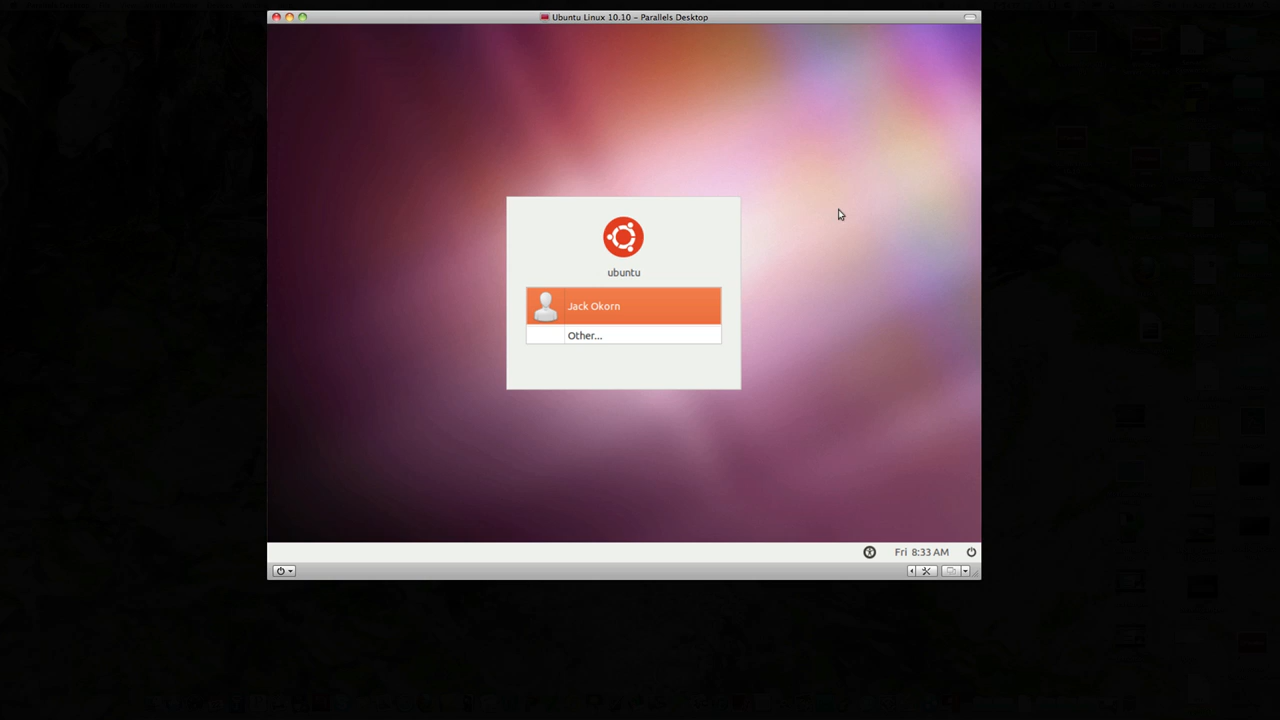 Ubuntu Linux 10.10 – Parallels Desktop
ubuntu
Jack Okorn
Other...
Fri 8:33 AM